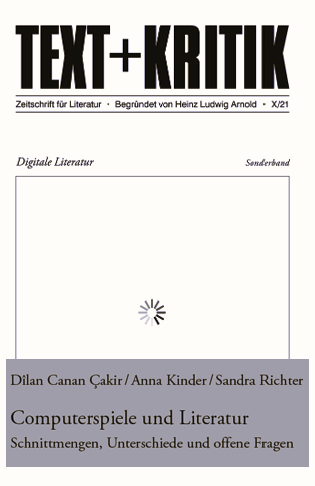 TEXT+KRITIK
Zeitschrift für Literatur · Begründet von Heinz Ludwig Arnold · X/21
Digitale Literatur
Sonderband
Dîlan Canan Çakir / Anna Kinder / Sandra Richter
Computerspiele und Literatur
Schnittmengen, Unterschiede und offene Fragen